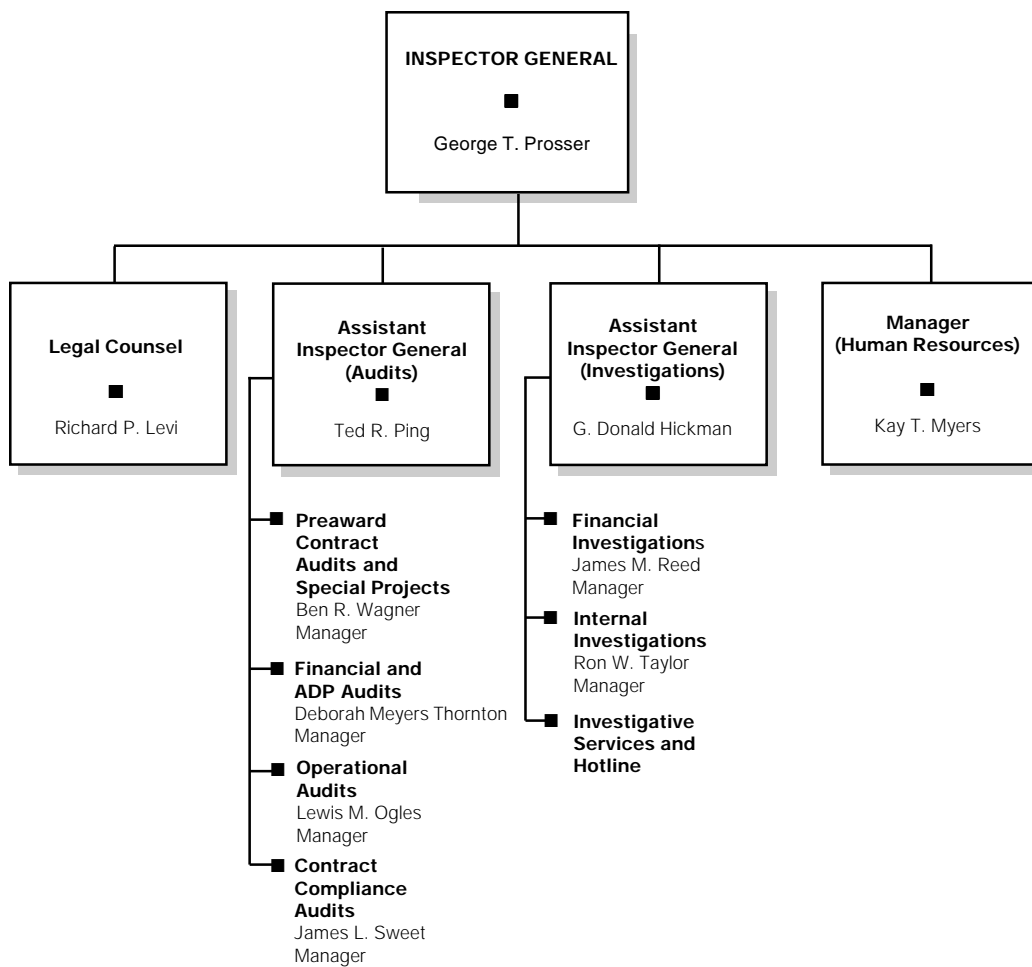 INSPECTOR GENERAL
George T. Prosser
Legal Counsel
Richard P. Levi
Assistant
Inspector General
(Audits)
Ted R. Ping
Assistant
Inspector General
(Investigations)
G. Donald Hickman
Manager
(Human Resources)
Kay T. Myers
Preaward
Contract
Audits and
Special Projects
Ben R. Wagner
Manager
Financial and
ADP Audits
Deborah Meyers Thornton
Manager
Operational
Audits
Lewis M. Ogles
Manager
Contract
Compliance
Audits
James L. Sweet
Manager
Financial
Investigations
James M. Reed
Manager
Internal
Investigations
Ron W. Taylor
Manager
Investigative
Services and
Hotline